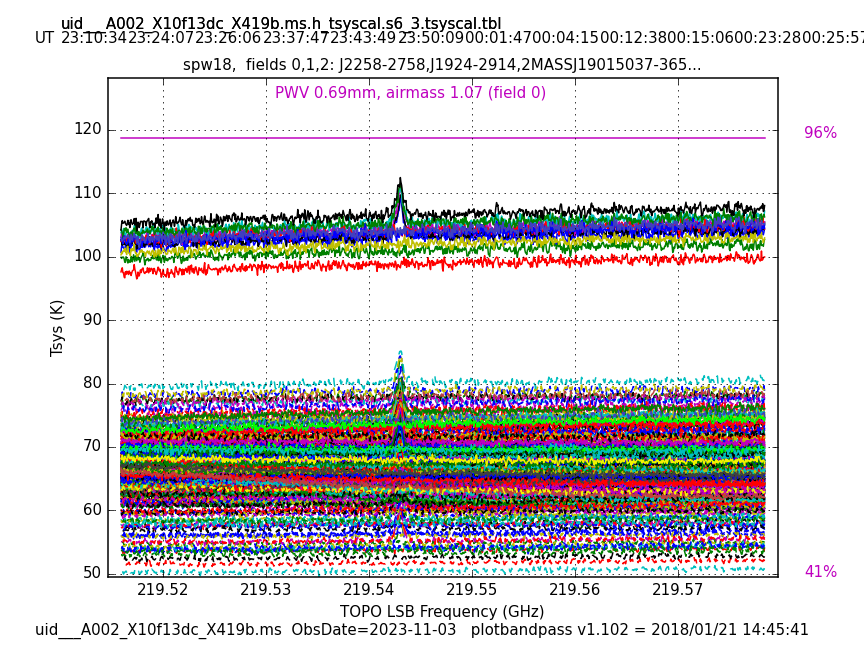 uid___A002_X10f13dc_X419b.ms.h_tsyscal.s6_3.tsyscal.tbl
UT 23:10:34 23:24:07 23:26:06 23:37:47 23:43:49 23:50:09 00:01:47 00:04:15 00:12:38 00:15:06 00:23:28 00:25:57
spw18, fields 0,1,2: J2258-2758,J1924-2914,2MASSJ19015037-365...
PWV 0.69mm, airmass 1.07 (field 0)
96%
120
110
100
90
80
70
60
50
Tsys (K)
41%
219.52 219.53 219.54 219.55 219.56 219.57
TOPO LSB Frequency (GHz)
uid___A002_X10f13dc_X419b.ms ObsDate=2023-11-03 plotbandpass v1.102 = 2018/01/21 14:45:41